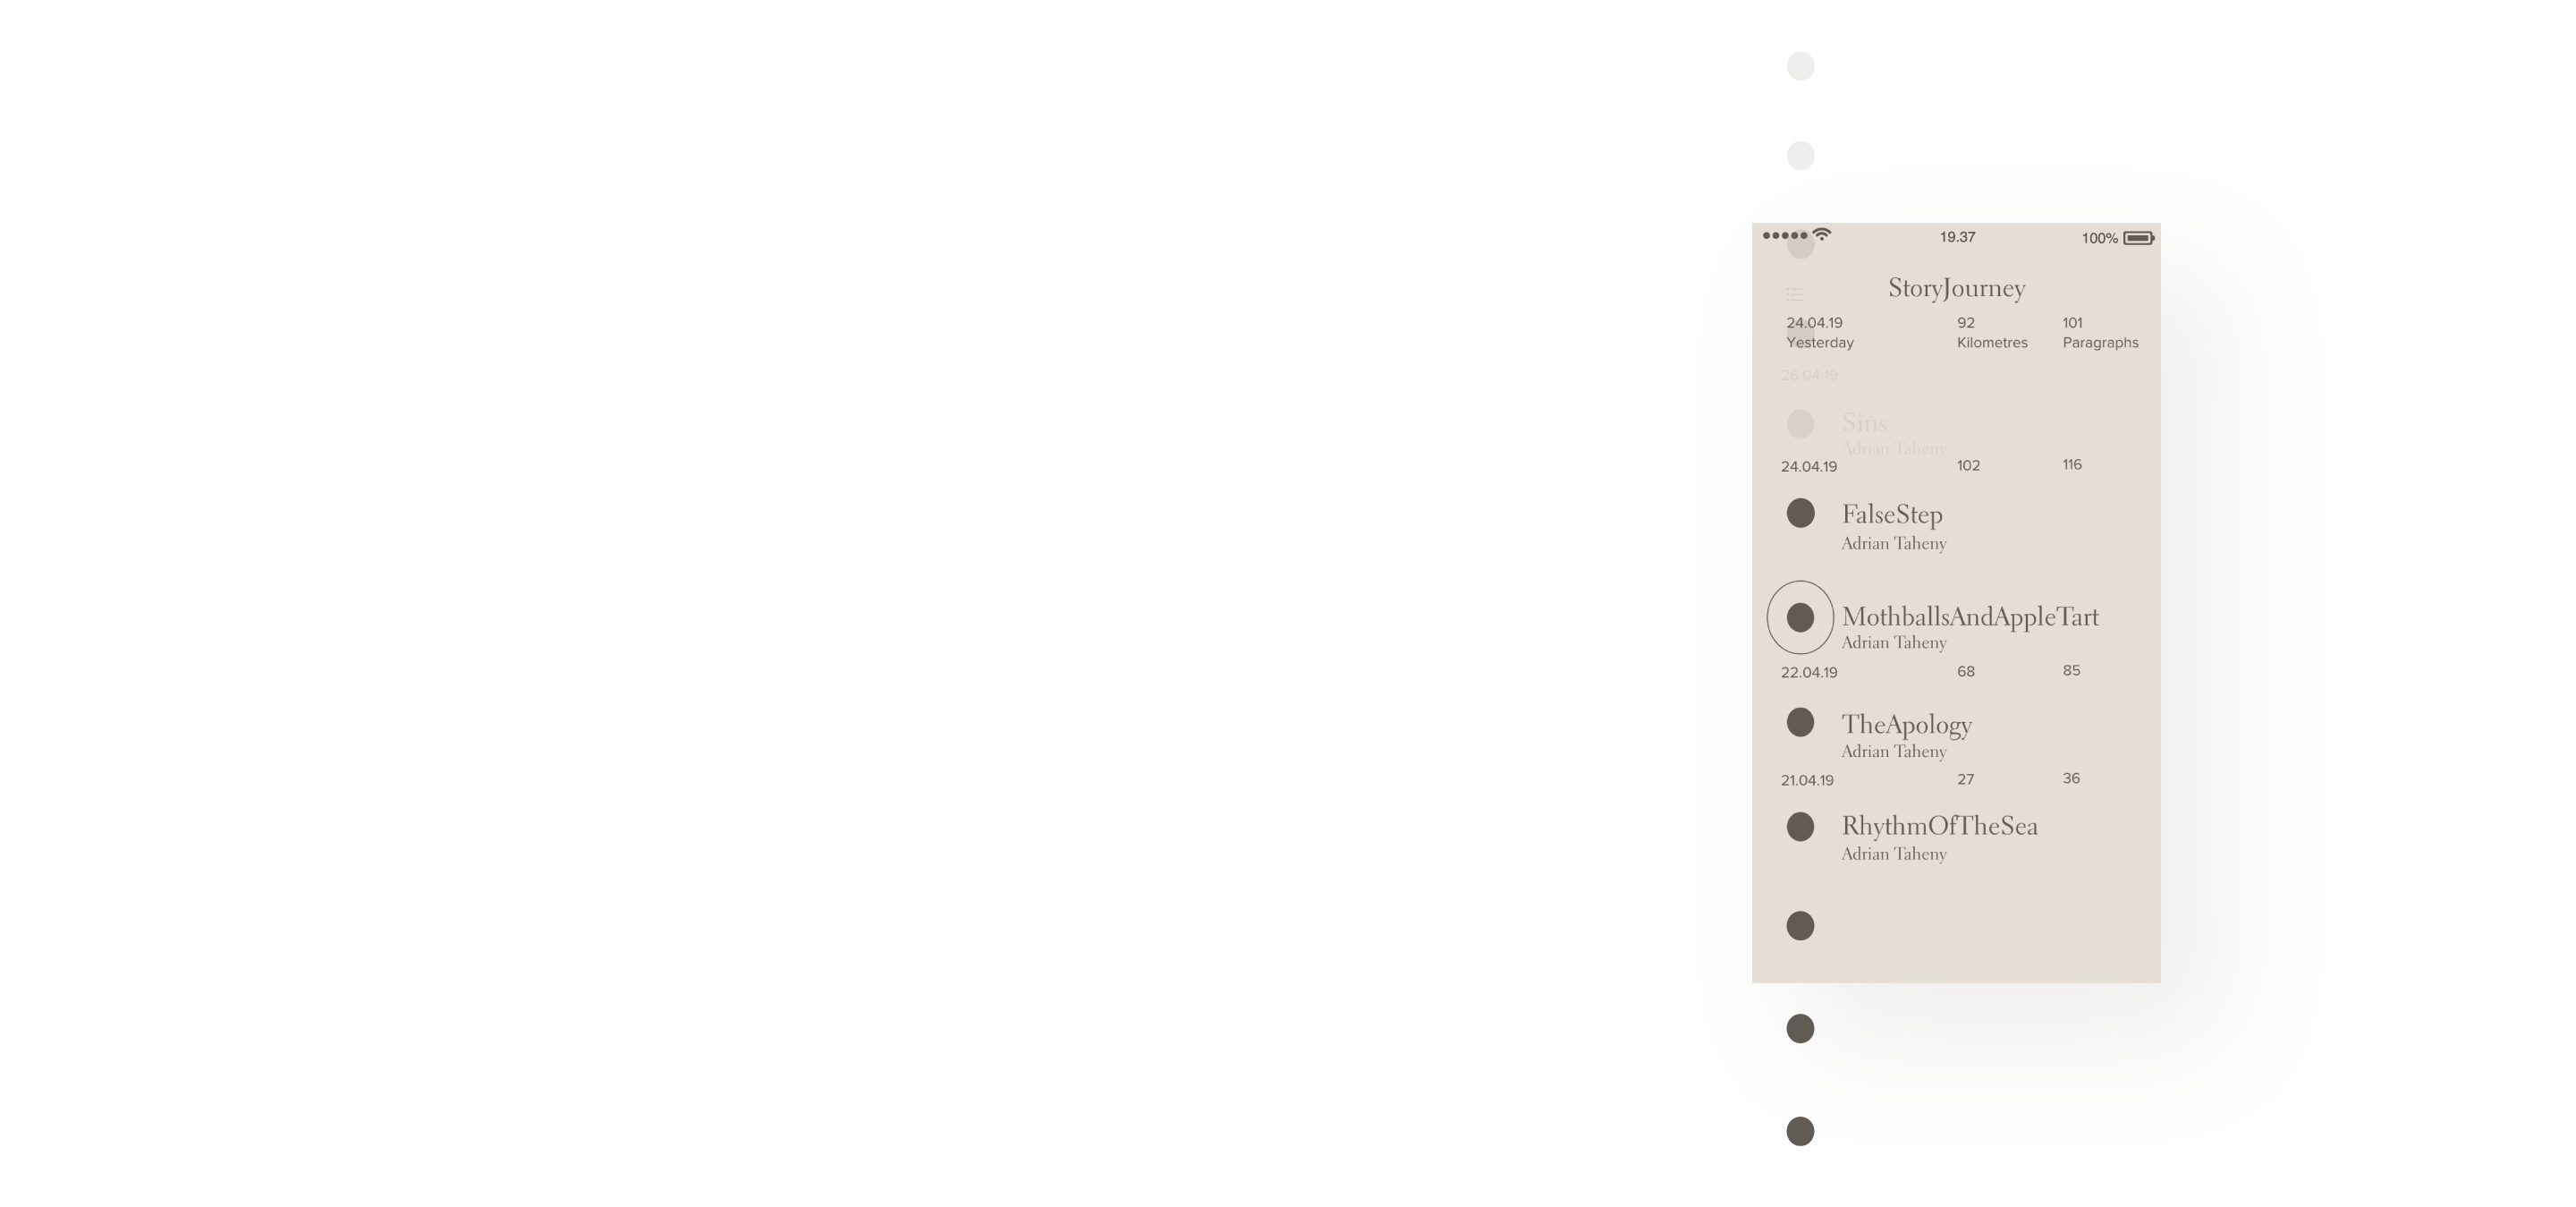 19.37 100%
StoryJourney
24.04.19 92 101
Yesterday Kilometres Paragraphs
26.04.19
Sins
Adrian Taheny
24.04.19 102 116
FalseStep
Adrian Taheny
MothballsAndAppleTart
Adrian Taheny
22.04.19 68 85
TheApology
Adrian Taheny
21.04.19 27 36
RhythmOfTheSea
Adrian Taheny